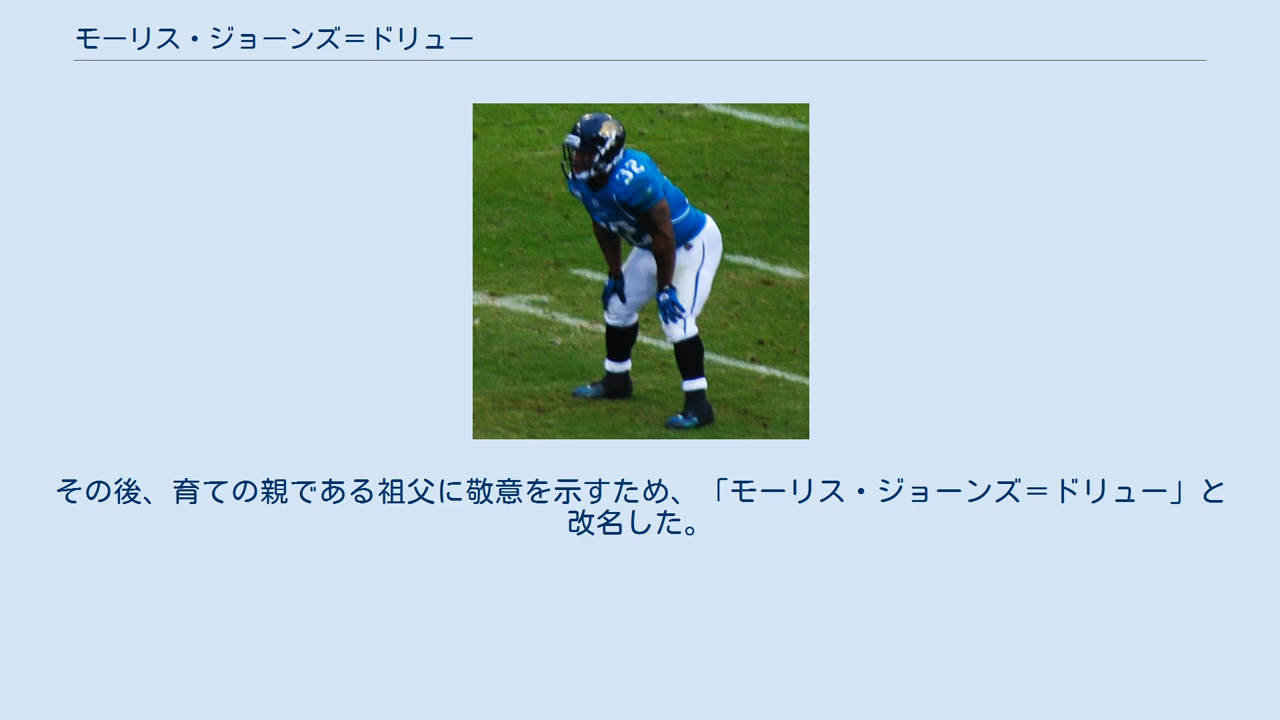 モーリス・ジョーンズ＝ドリュー
32
その後、育ての親である祖父に敬意を示すため、「モーリス・ジョーンズ＝ドリュー」と
改名した。